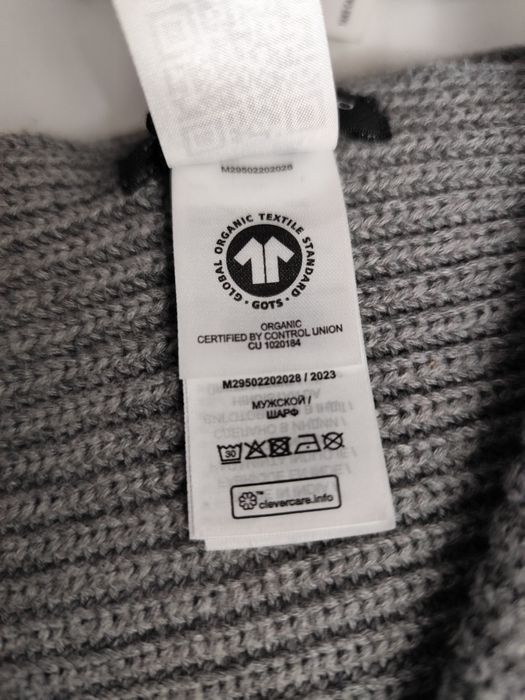 M29502202028
GLOBAL ORGANIC TEXTILE STANDARD
· GOTS ·
ORGANIC
CERTIFIED BY CONTROL UNION
CU 1020184
M29502202028 / 2023
МУЖСКОЙ /
ШАРФ
30
™
clevercare.info